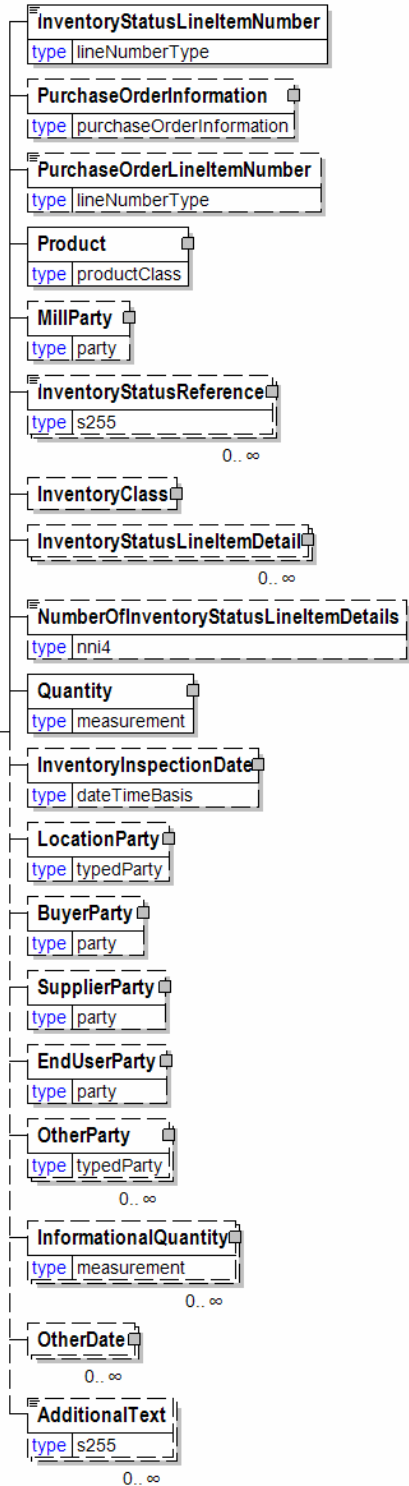 InventoryStatusLineItemNumber
type lineNumberType
PurchaseOrderInformation
type purchaseOrderInformation
PurchaseOrderLineItemNumber
type lineNumberType
Product
type productClass
MillParty
type party
InventoryStatusReference
type s255
0.. ∞
InventoryClass
InventoryStatusLineItemDetail
0.. ∞
NumberOfInventoryStatusLineItemDetails
type nni4
Quantity
type measurement
InventoryInspectionDate
type dateTimeBasis
LocationParty
type typedParty
BuyerParty
type party
SupplierParty
type party
EndUserParty
type party
OtherParty
type typedParty
0.. ∞
InformationalQuantity
type measurement
0.. ∞
OtherDate
0.. ∞
AdditionalText
type s255
0.. ∞